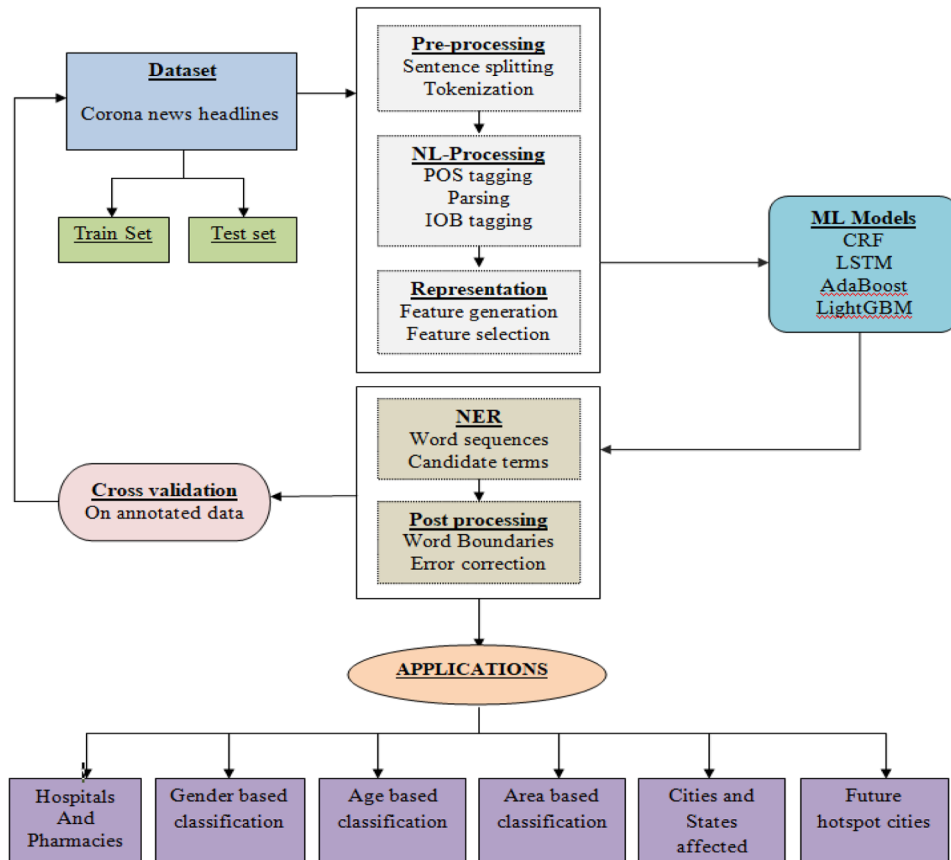 Dataset
Corona news headlines
Train Set
Test set
Pre-processing
Sentence splitting
Tokenization
NL-Processing
POS tagging
Parsing
IOB tagging
Representation
Feature generation
Feature selection
ML Models
CRF
LSTM
AdaBoost
LightGBM
NER
Word sequences
Candidate terms
Post processing
Word Boundaries
Error correction
Cross validation
On annotated data
APPLICATIONS
Hospitals
And
Pharmacies
Gender based
classification
Age based
classification
Area based
classification
Cities and
States
affected
Future
hotspot cities